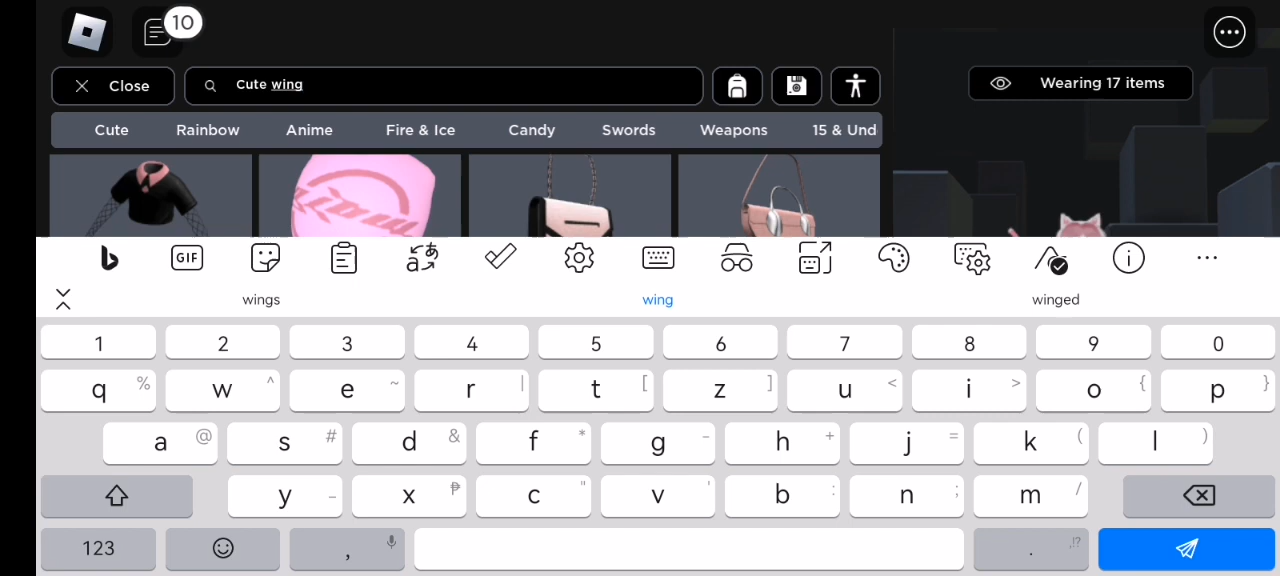 10
Close
Cute wing
Wearing 17 items
Cute Rainbow Anime Fire & Ice Candy Swords Weapons 15 & Und
GIF
wings wing winged
1 2 3 4 5 6 7 8 9 0
q % w ^ e ~ r | t [ z ] u < i > o { p }
a @ s # d & f * g - h + j = k ( l )
y _ x ₱ c " v ' b : n ; m /
123 , . ,!?